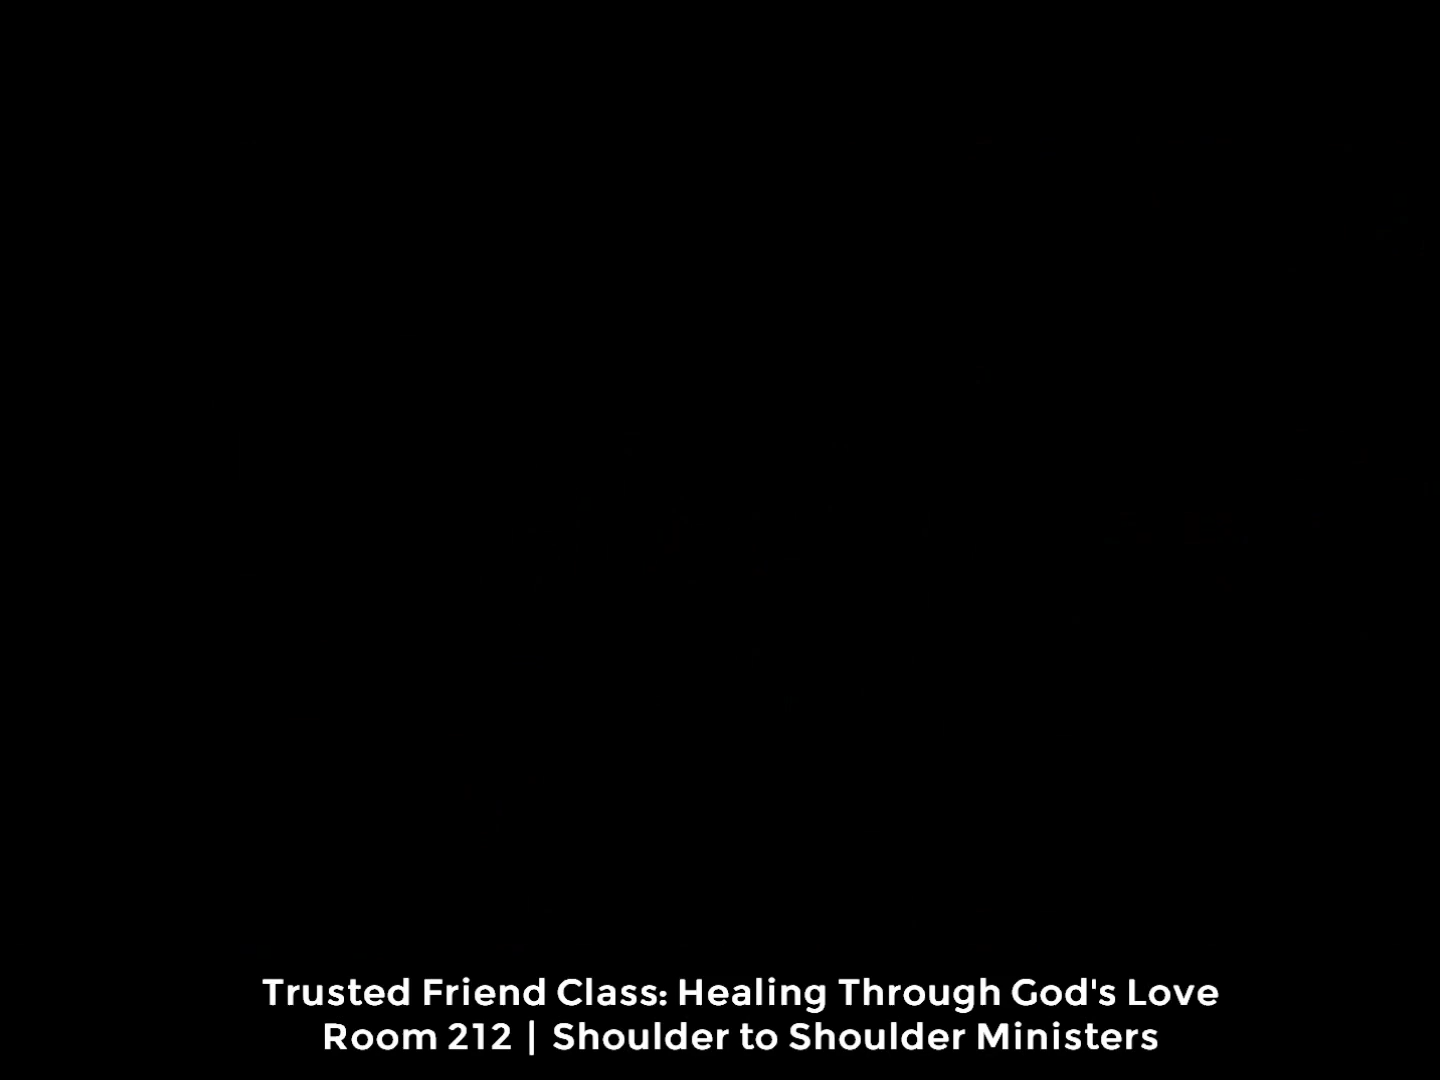 Trusted Friend Class: Healing Through God's Love
Room 212 | Shoulder to Shoulder Ministers